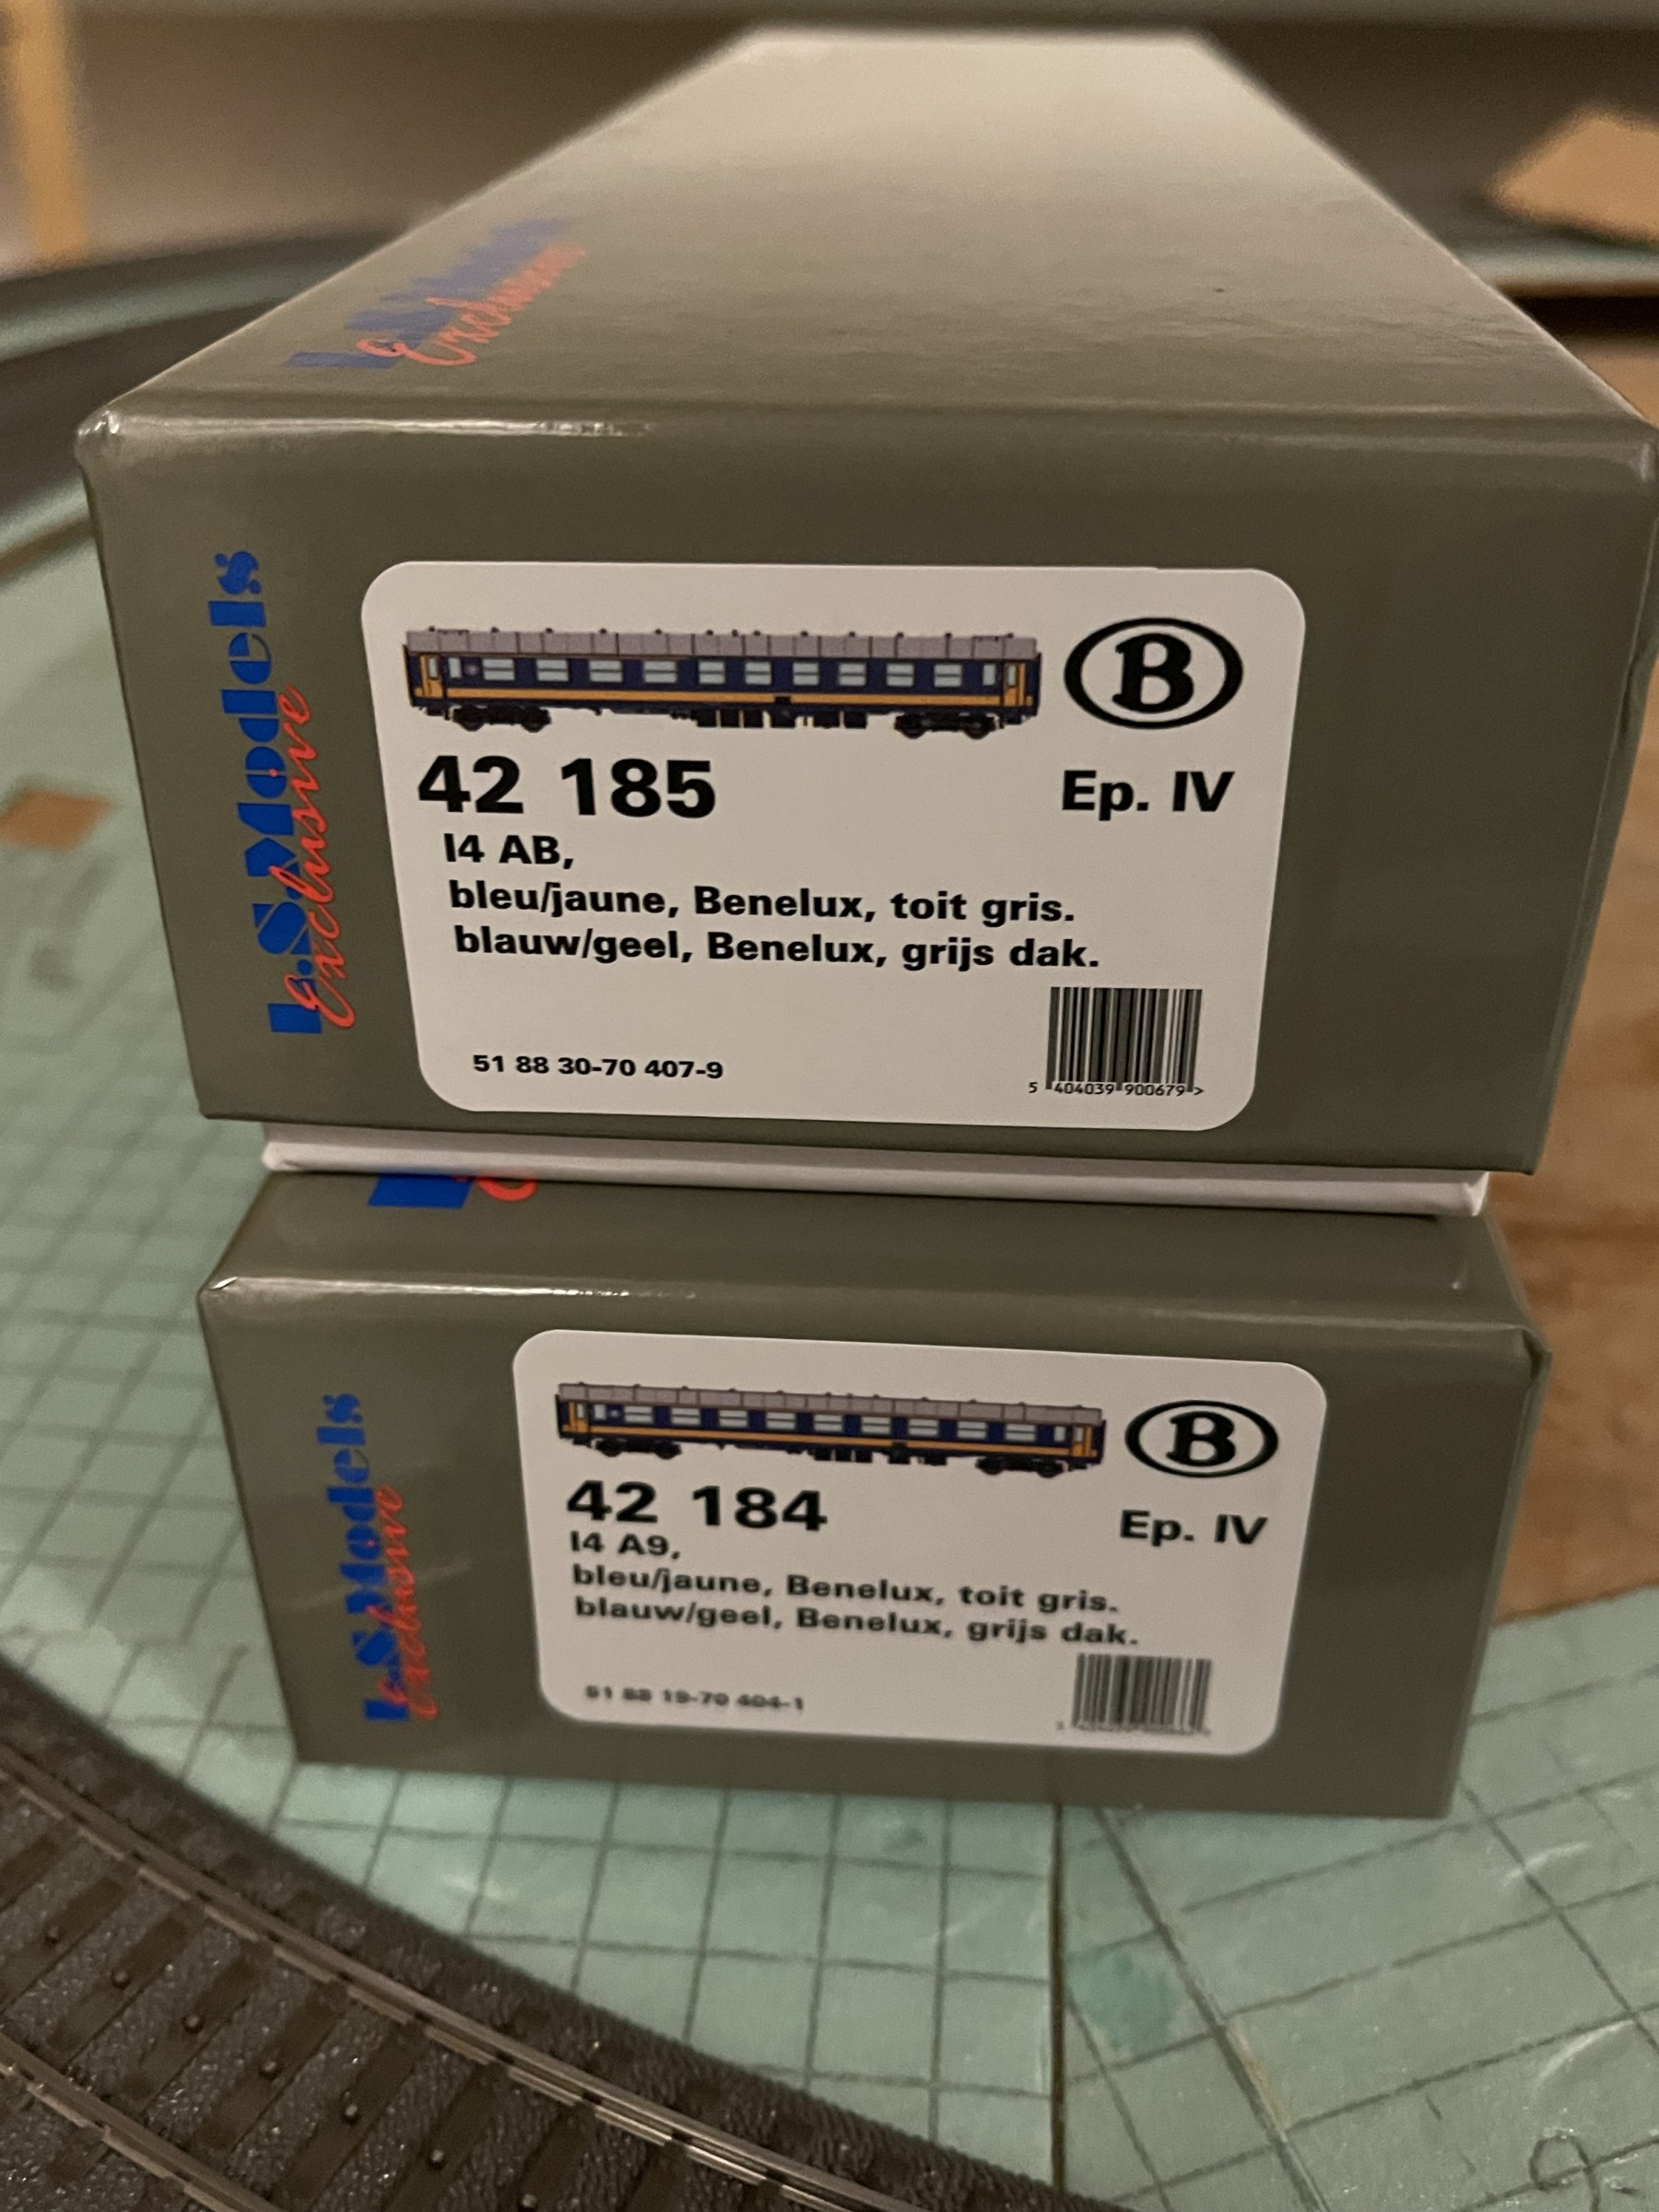 L.S.Models
Exclusive
L.S.Models
Exclusive
B
42 185
Ep. IV
I4 AB,
bleu/jaune, Benelux, toit gris.
blauw/geel, Benelux, grijs dak.
51 88 30-70 407-9
5 404039 900679 >
L.S.Models
Exclusive
B
42 184
Ep. IV
I4 A9,
bleu/jaune, Benelux, toit gris.
blauw/geel, Benelux, grijs dak.
51 88 19-70 404-1